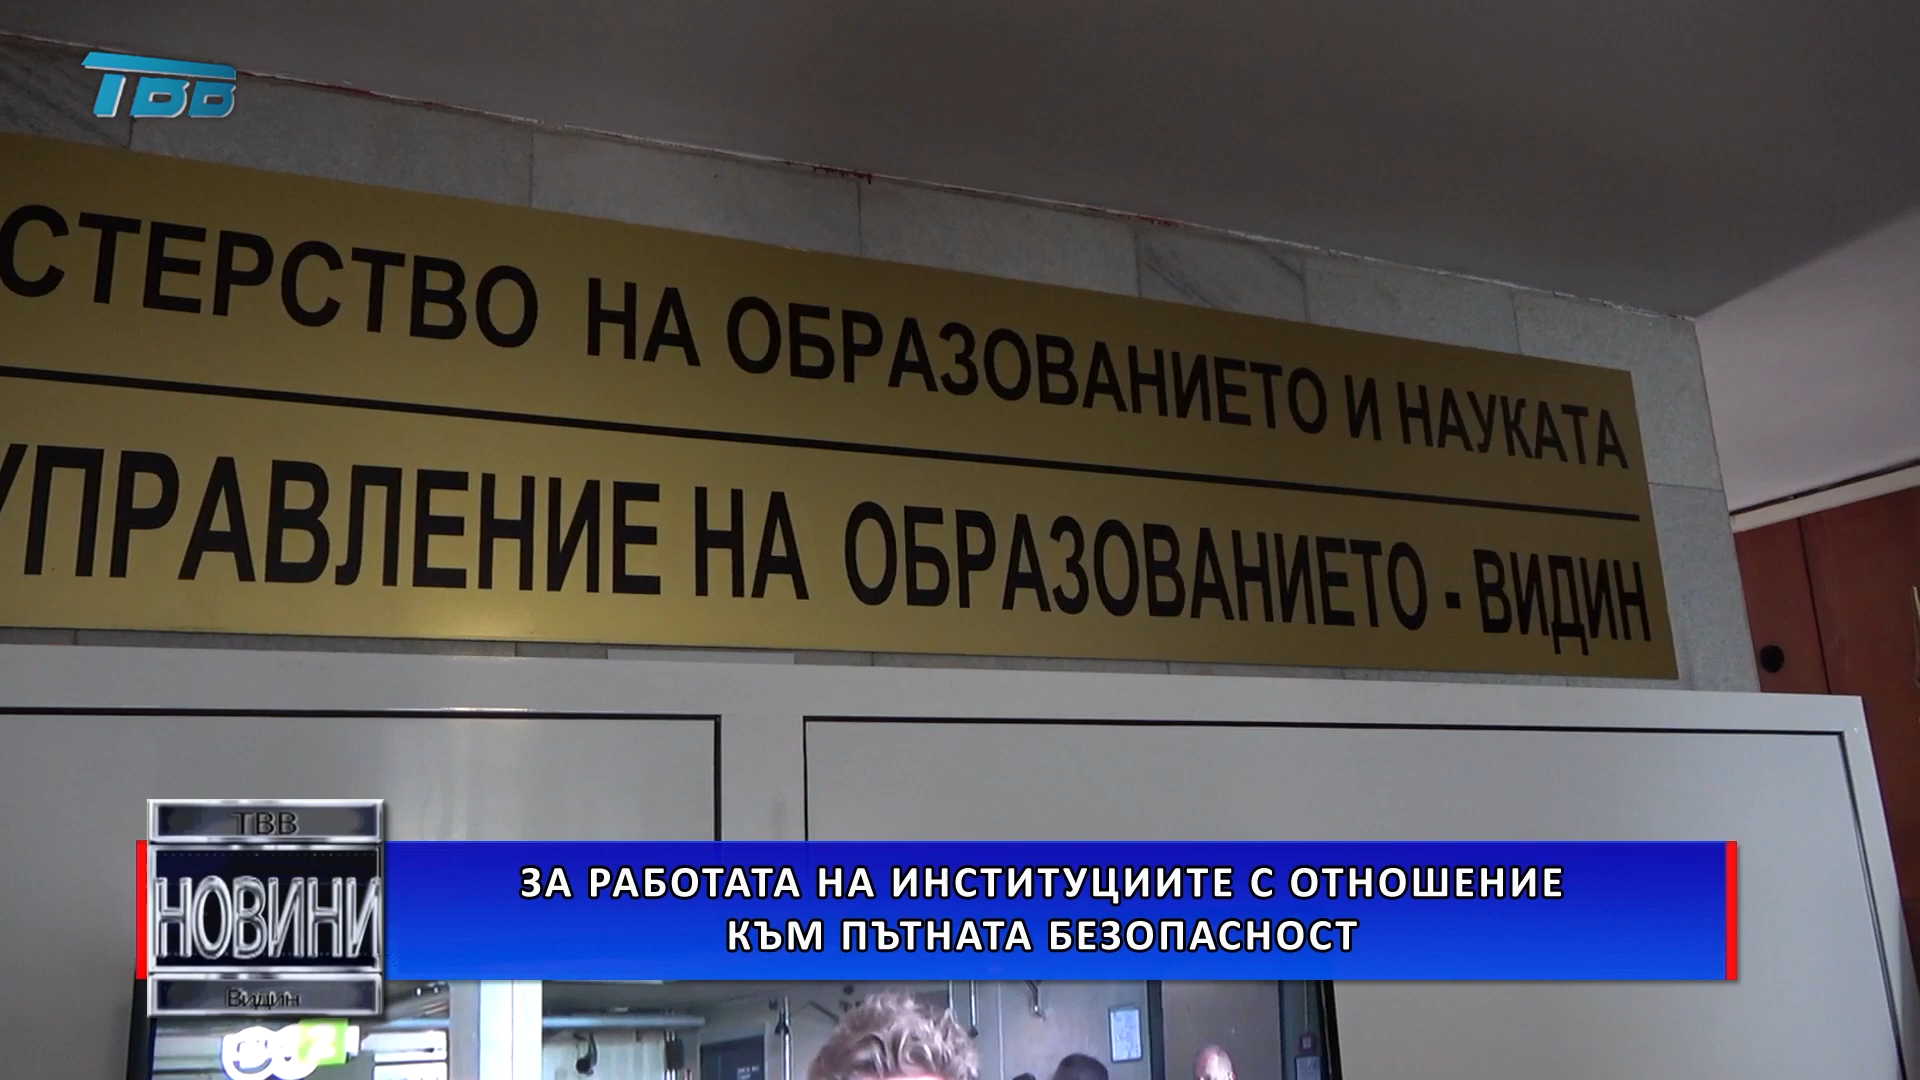 ТВВ
СТЕРСТВО НА ОБРАЗОВАНИЕТО И НАУКАТА
УПРАВЛЕНИЕ НА ОБРАЗОВАНИЕТО - ВИДИН
ТВВ
НОВИНИ
Видин
ЗА РАБОТАТА НА ИНСТИТУЦИИТЕ С ОТНОШЕНИЕ
КЪМ ПЪТНАТА БЕЗОПАСНОСТ